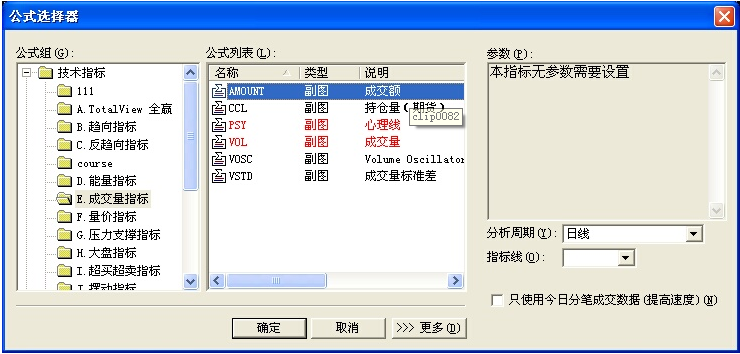 公式选择器
公式组(G):
技术指标
111
A.TotalView 全赢
B.趋向指标
C.反趋向指标
course
D.能量指标
E.成交量指标
F.量价指标
G.压力支撑指标
H.大盘指标
I.超买超卖指标
J.摆动指标
公式列表(L):
名称 类型 说明
AMOUNT 副图 成交额
CCL 副图 持仓量(期货)
clip0082
PSY 副图 心理线
VOL 副图 成交量
VOSC 副图 Volume Oscillator
VSTD 副图 成交量标准差
参数(P):
本指标无参数需要设置
分析周期(Y): 日线
指标线(O):
只使用今日分笔成交数据(提高速度)(N)
确定 取消 >>> 更多(D)